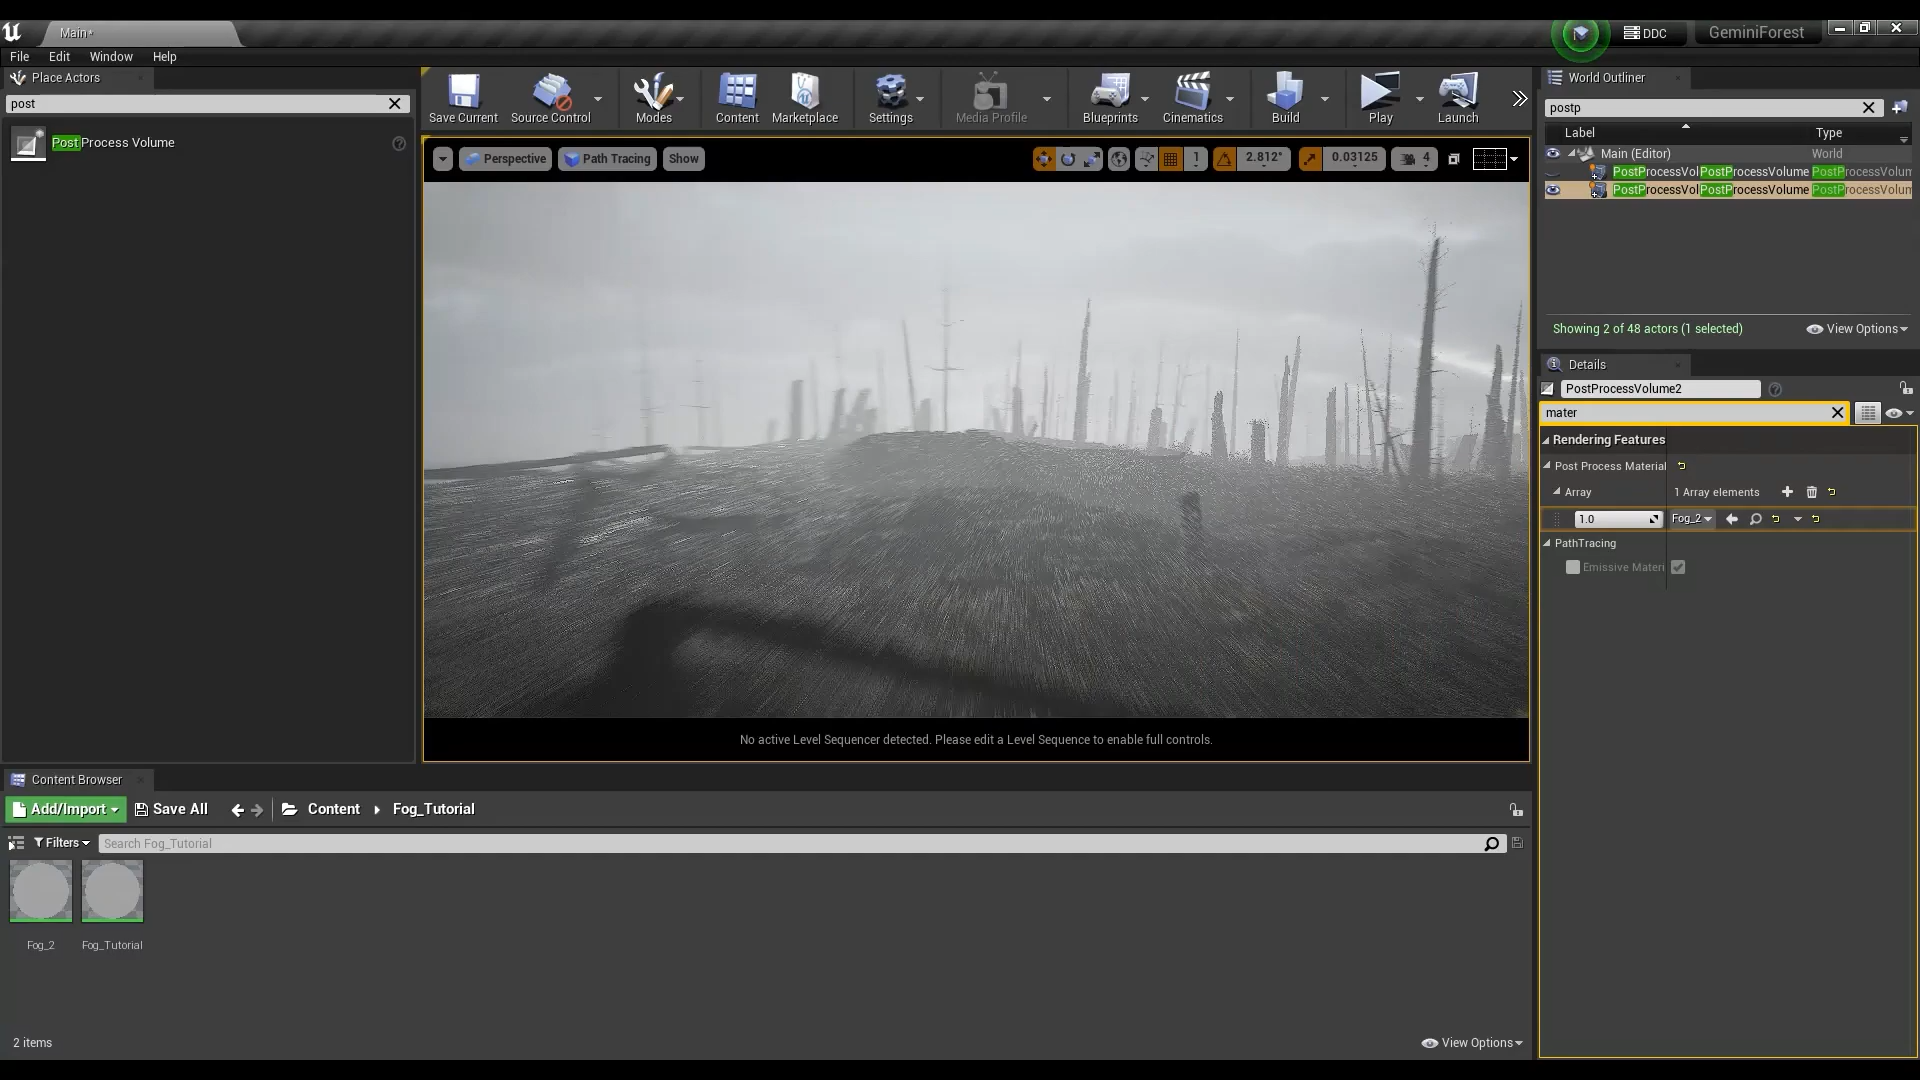 Main*
DDC
GeminiForest
File Edit Window Help
Place Actors
post
Post Process Volume
Save Current
Source Control
Modes
Content
Marketplace
Settings
Media Profile
Blueprints
Cinematics
Build
Play
Launch
Perspective
Path Tracing
Show
1
2.812°
0.03125
4
No active Level Sequencer detected. Please edit a Level Sequence to enable full controls.
World Outliner
postp
Label Type
Main (Editor) World
PostProcessVol PostProcessVolume PostProcessVolum
PostProcessVol PostProcessVolume PostProcessVolum
Showing 2 of 48 actors (1 selected)
View Options
Details
PostProcessVolume2
mater
Rendering Features
Post Process Material
Array 1 Array elements
1.0 Fog_2
PathTracing
Emissive Materi
Content Browser
Add/Import Save All Content Fog_Tutorial
Filters Search Fog_Tutorial
Fog_2 Fog_Tutorial
2 items
View Options